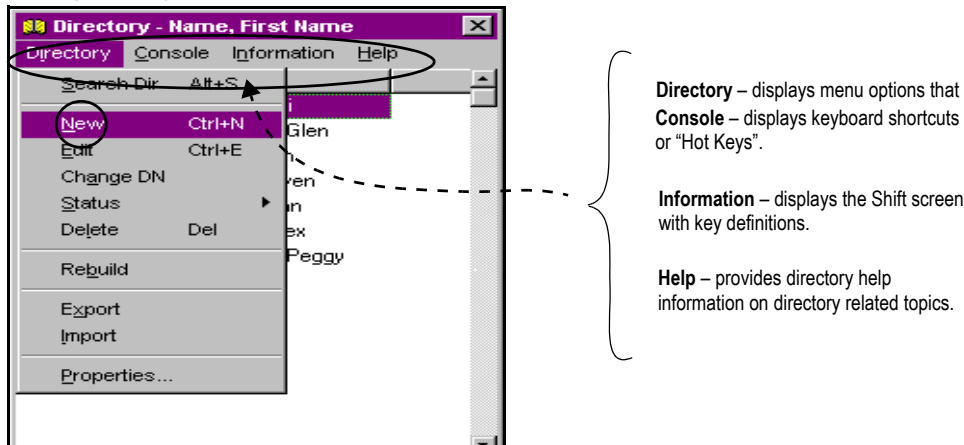 Directory - Name, First Name
Directory Console Information Help
Search Dir Alt+S
New Ctrl+N
Glen
Edit Ctrl+E
Change DN
Status
Delete Del
Peggy
Rebuild
Export
Import
Properties...
Directory – displays menu options that
Console – displays keyboard shortcuts
or “Hot Keys”.
Information – displays the Shift screen
with key definitions.
Help – provides directory help
information on directory related topics.